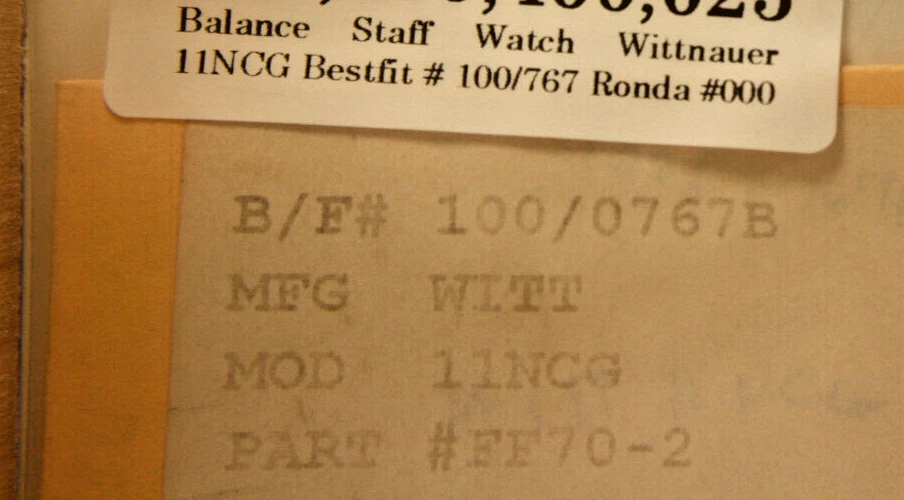 Balance Staff Watch Wittnauer
11NCG Bestfit # 100/767 Ronda #000
B/F# 100/0767B
MFG WITT
MOD 11NCG
PART #FF70-2